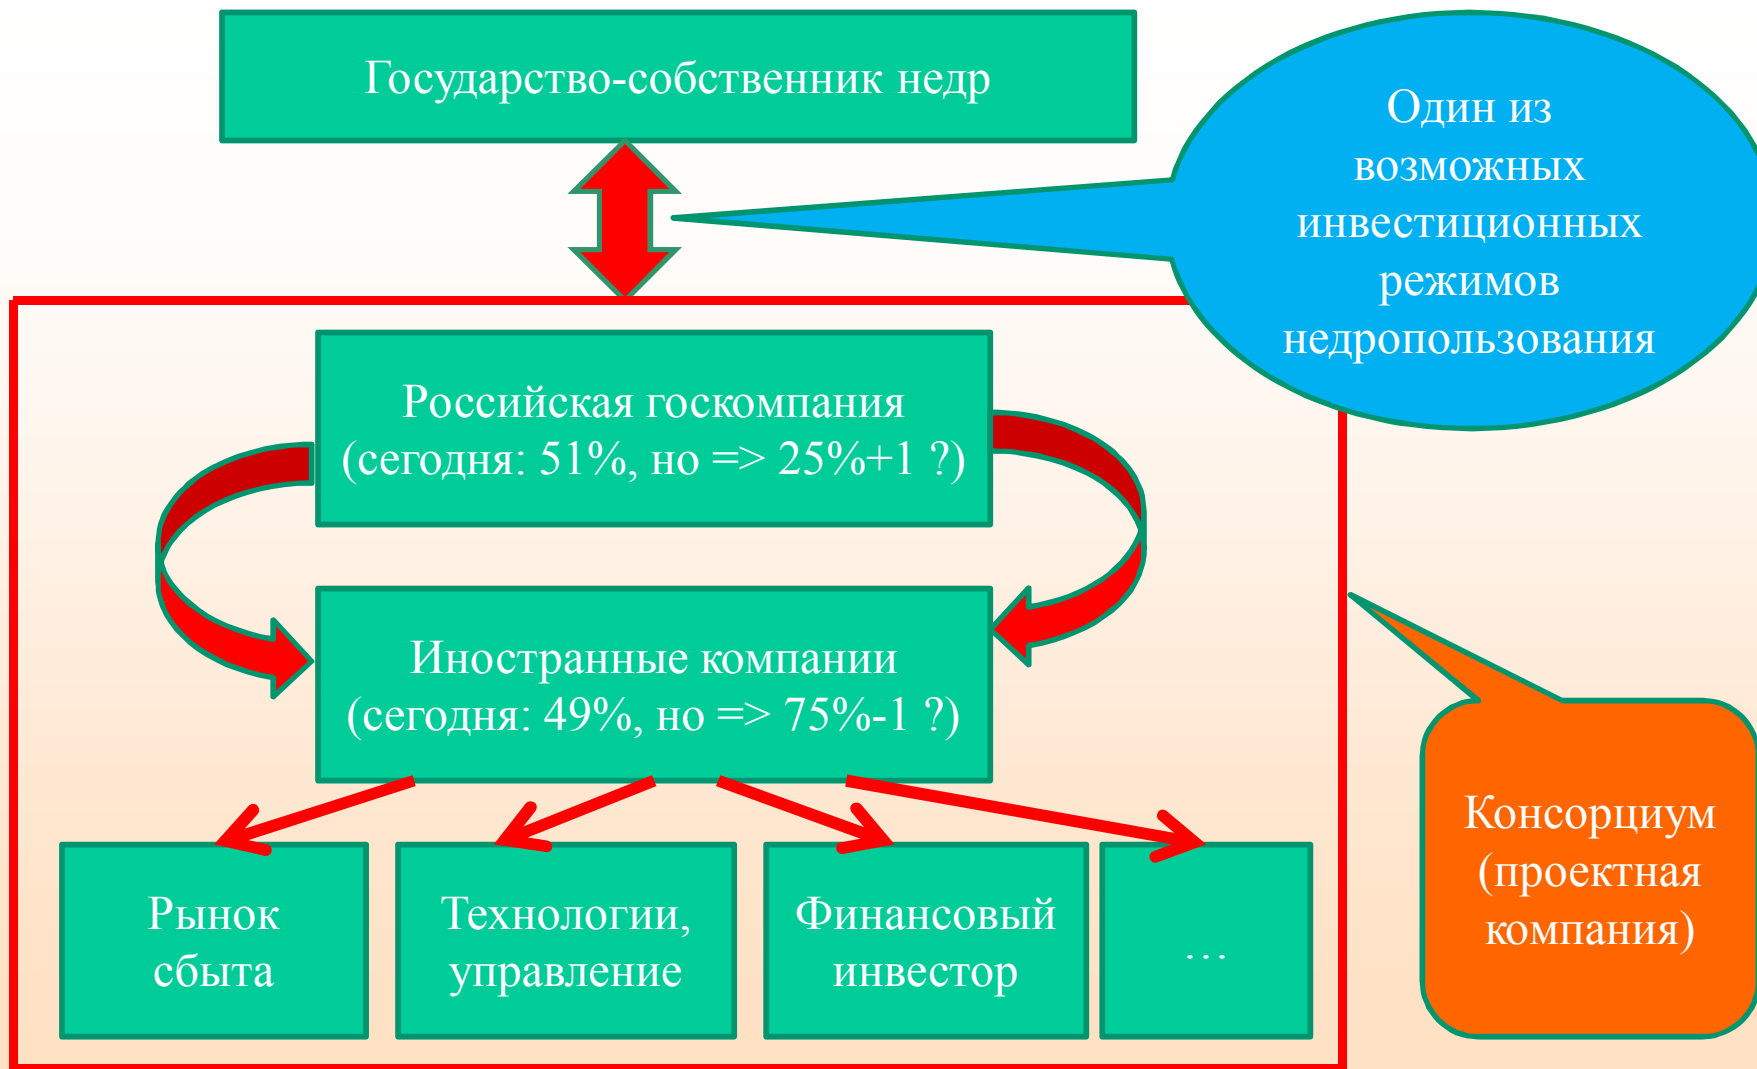 Государство-собственник недр
Один из
возможных
инвестиционных
режимов
недропользования
Российская госкомпания
(сегодня: 51%, но => 25%+1 ?)
Иностранные компании
(сегодня: 49%, но => 75%-1 ?)
Рынок
сбыта
Технологии,
управление
Финансовый
инвестор
…
Консорциум
(проектная
компания)